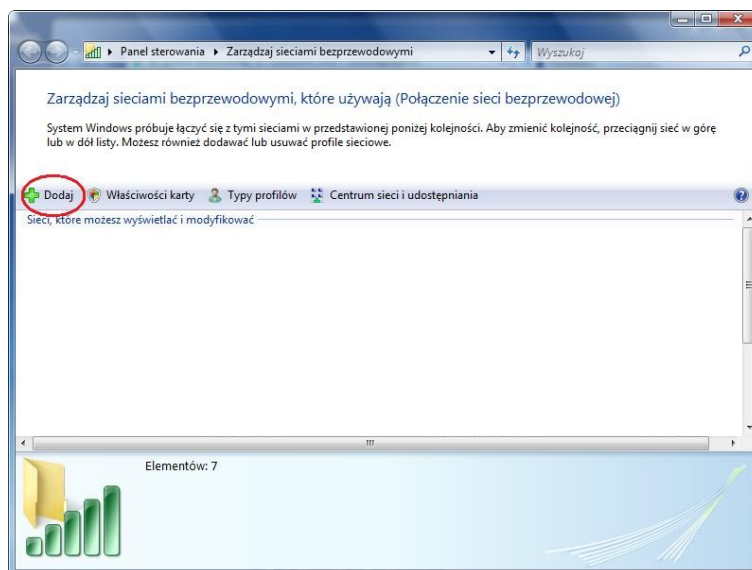 Panel sterowania Zarządzaj sieciami bezprzewodowymi
Wyszukaj
Zarządzaj sieciami bezprzewodowymi, które używają (Połączenie sieci bezprzewodowej)
System Windows próbuje łączyć się z tymi sieciami w przedstawionej poniżej kolejności. Aby zmienić kolejność, przeciągnij sieć w górę
lub w dół listy. Możesz również dodawać lub usuwać profile sieciowe.
Dodaj Właściwości karty Typy profilów Centrum sieci i udostępniania
Sieci, które możesz wyświetlać i modyfikować
Elementów: 7